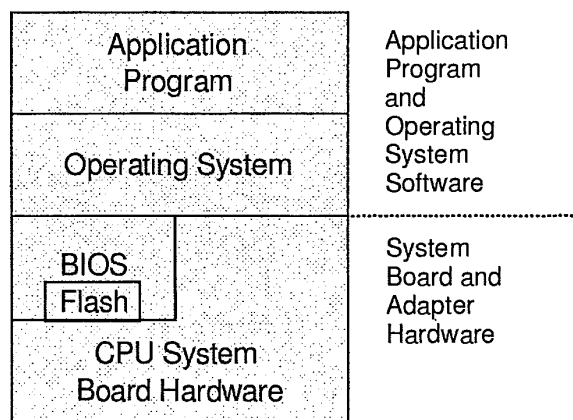 Application
Program
Operating System
BIOS
Flash
CPU System
Board Hardware
Application
Program
and
Operating
System
Software
System
Board and
Adapter
Hardware